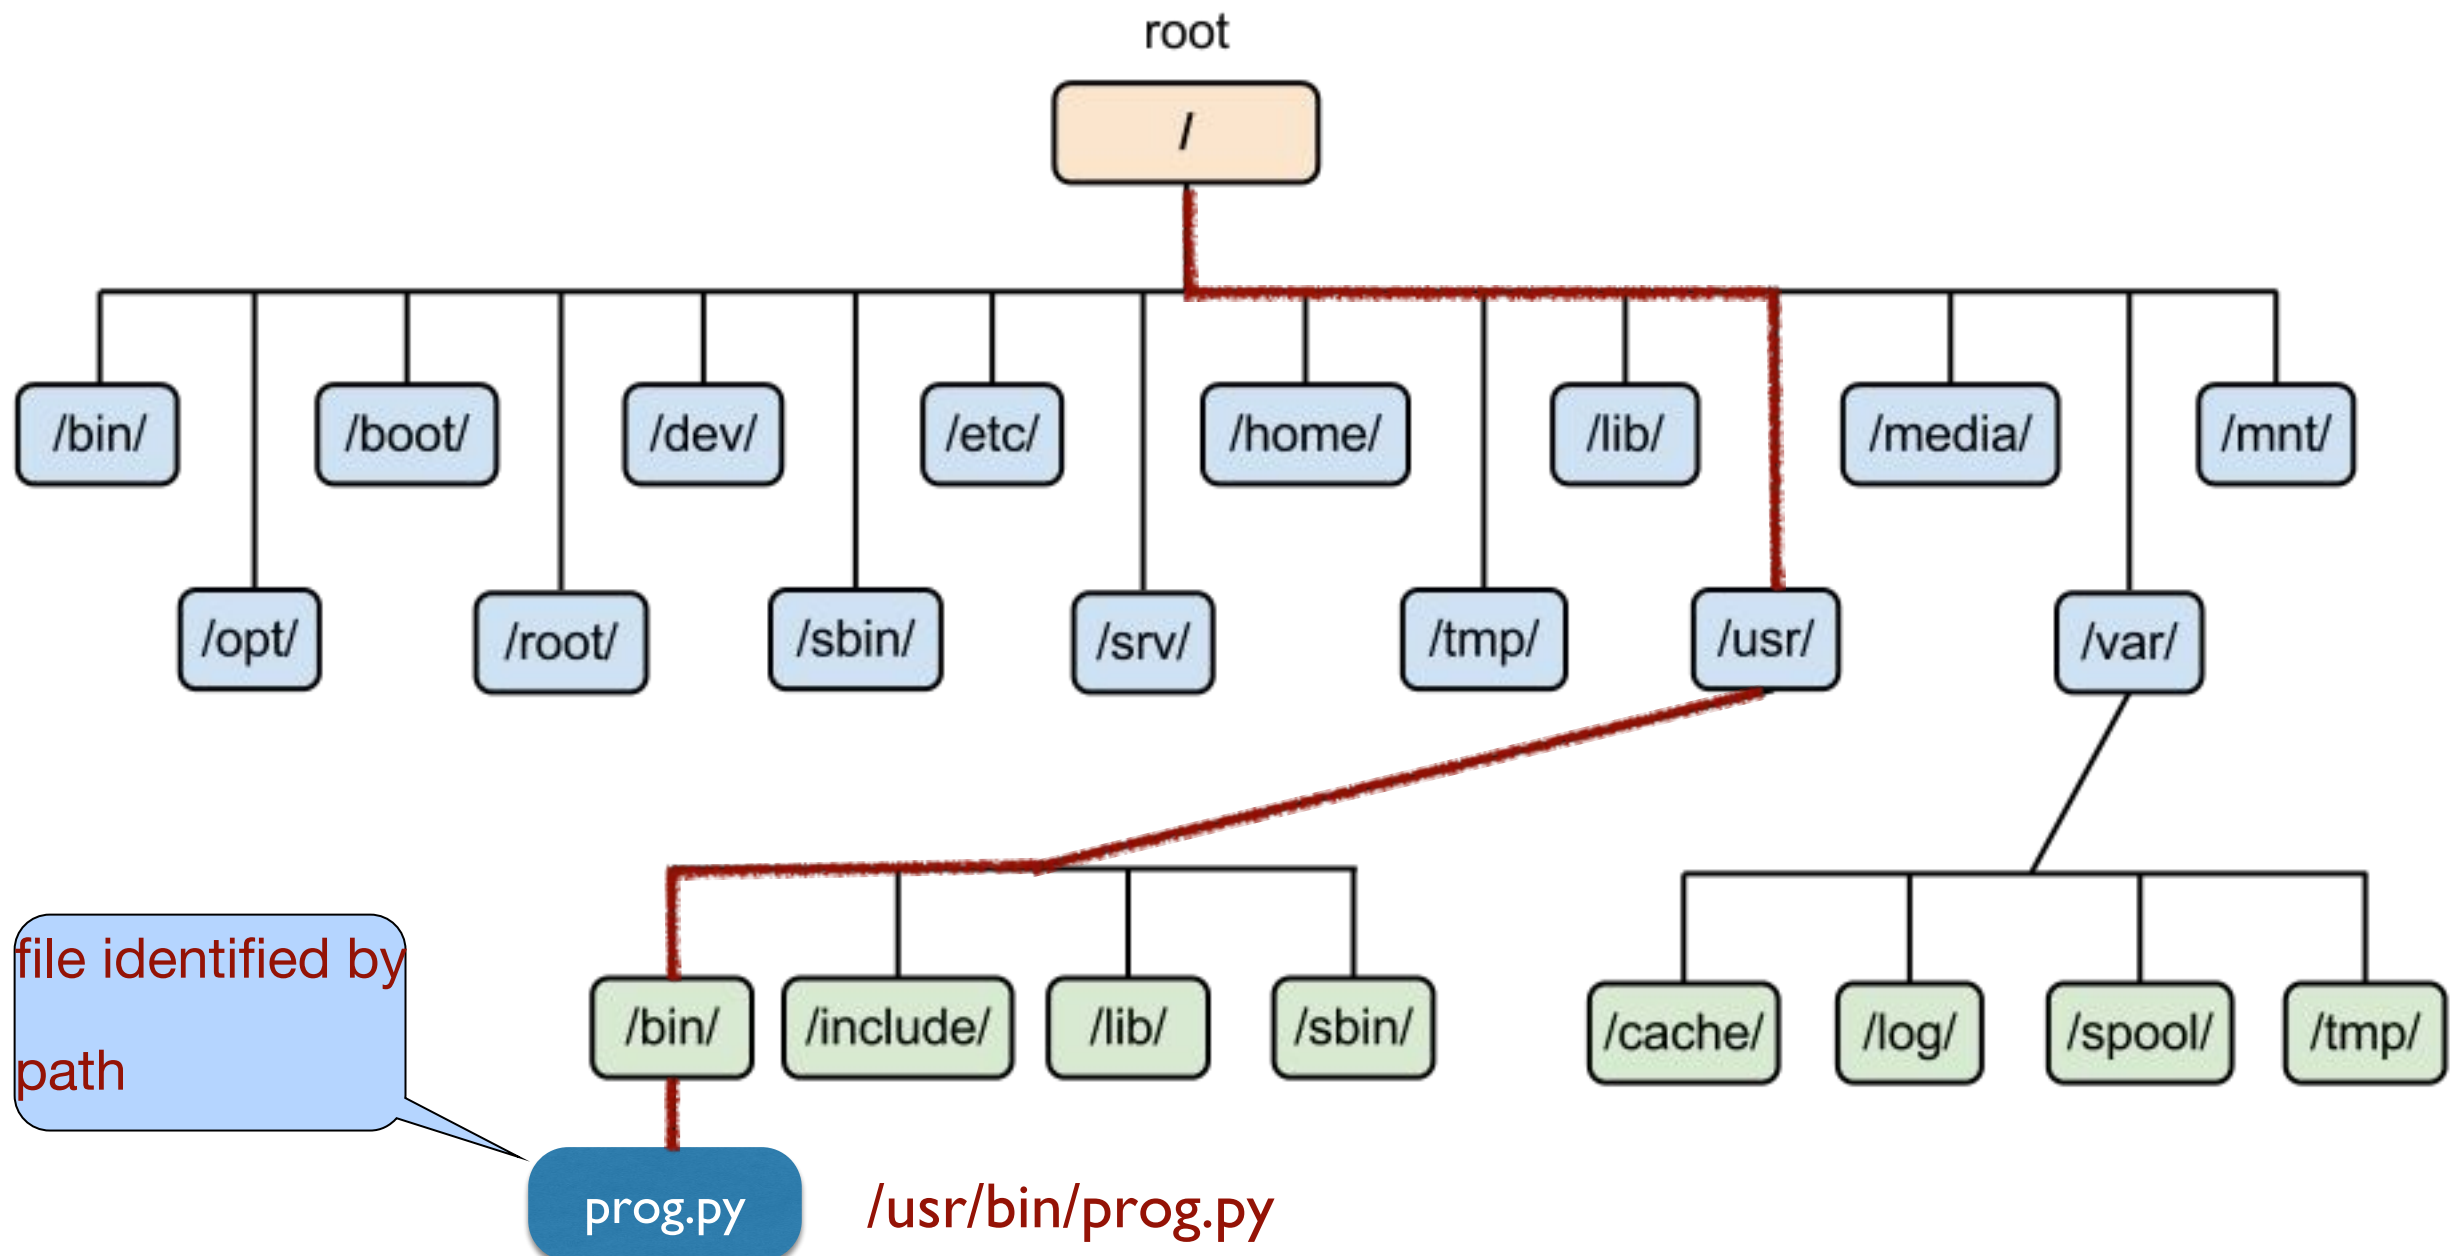 root
/
/bin/
/boot/
/dev/
/etc/
/home/
/lib/
/media/
/mnt/
/opt/
/root/
/sbin/
/srv/
/tmp/
/usr/
/var/
file identified by
path
/bin/
/include/
/lib/
/sbin/
/cache/
/log/
/spool/
/tmp/
prog.py
/usr/bin/prog.py